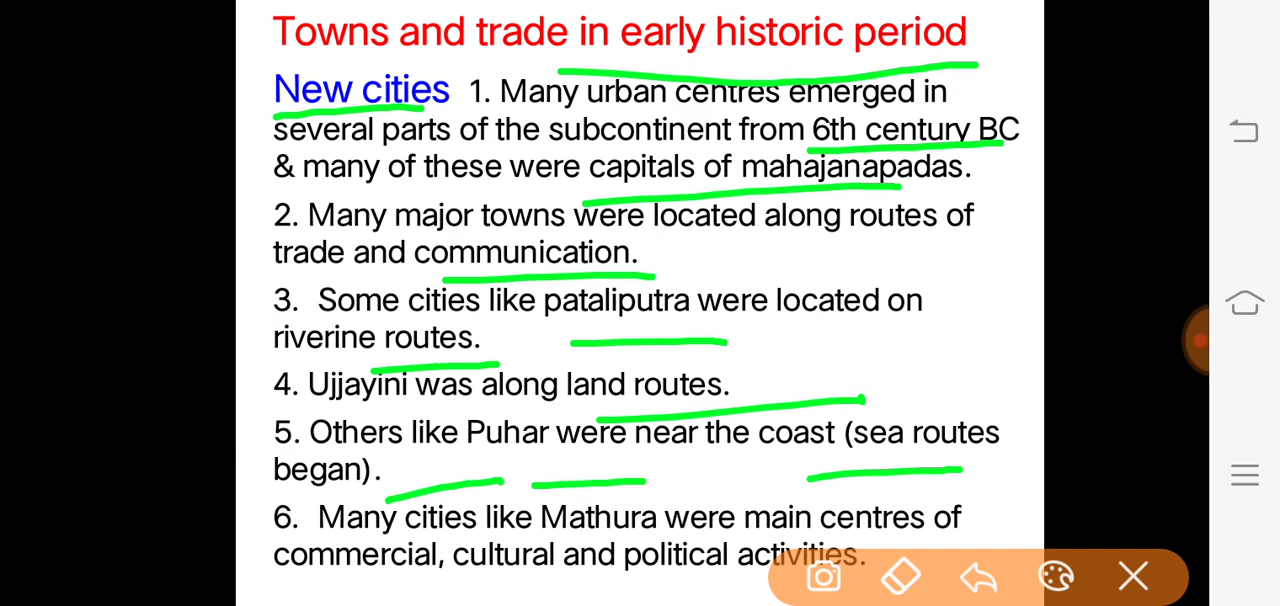 Towns and trade in early historic period
New cities 1. Many urban centres emerged in
several parts of the subcontinent from 6th century BC
& many of these were capitals of mahajanapadas.
2. Many major towns were located along routes of
trade and communication.
3. Some cities like pataliputra were located on
riverine routes.
4. Ujjayini was along land routes.
5. Others like Puhar were near the coast (sea routes
began).
6. Many cities like Mathura were main centres of
commercial, cultural and political activities.